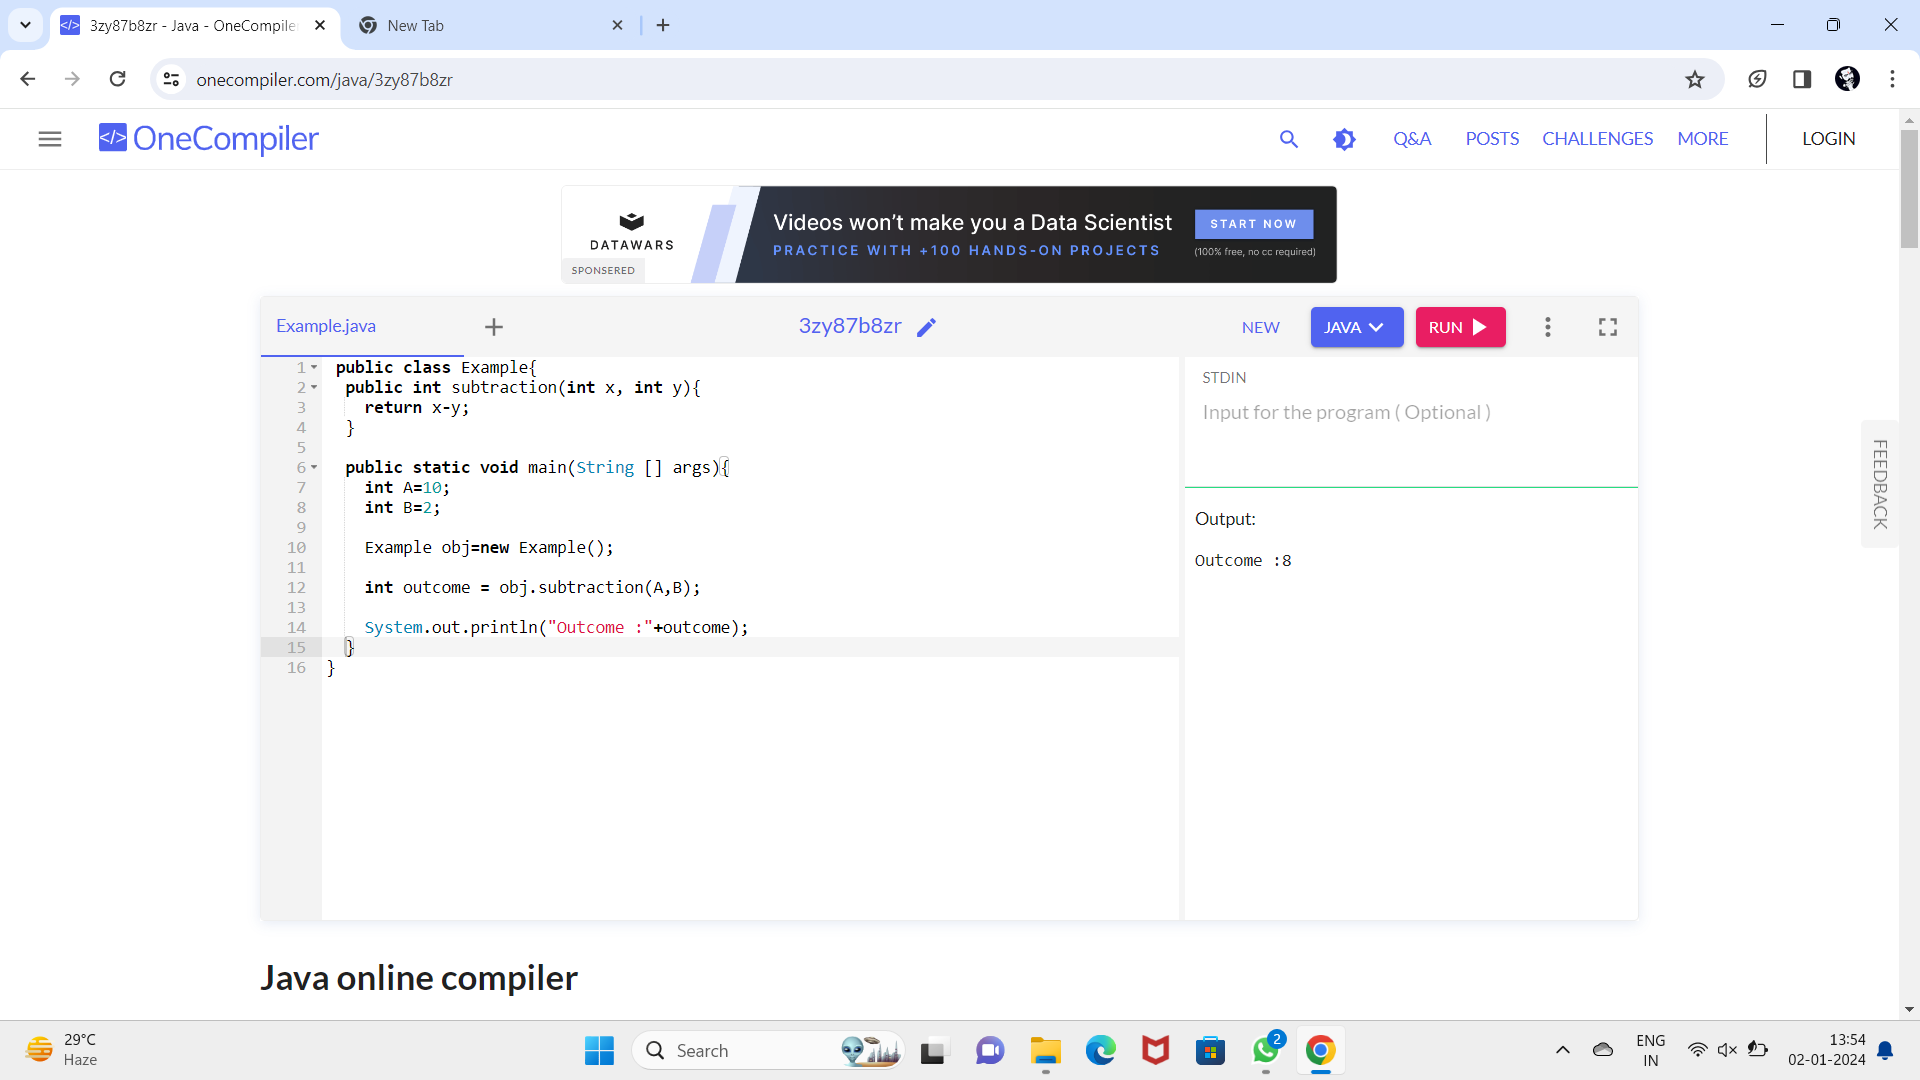 3zy87b8zr - Java - OneCompiler
New Tab
onecompiler.com/java/3zy87b8zr
</> OneCompiler
Q&A POSTS CHALLENGES MORE LOGIN
DATAWARS
SPONSERED
Videos won't make you a Data Scientist
PRACTICE WITH +100 HANDS-ON PROJECTS
START NOW
(100% free, no cc required)
Example.java
3zy87b8zr
NEW JAVA RUN
1 public class Example{
2 public int subtraction(int x, int y){
3 return x-y;
4 }
5
6 public static void main(String [] args){
7 int A=10;
8 int B=2;
9
10 Example obj=new Example();
11
12 int outcome = obj.subtraction(A,B);
13
14 System.out.println("Outcome :"+outcome);
15 }
16 }
STDIN
Input for the program ( Optional )
Output:
Outcome :8
FEEDBACK
Java online compiler
29°C
Haze
Search
2
ENG
IN
13:54
02-01-2024